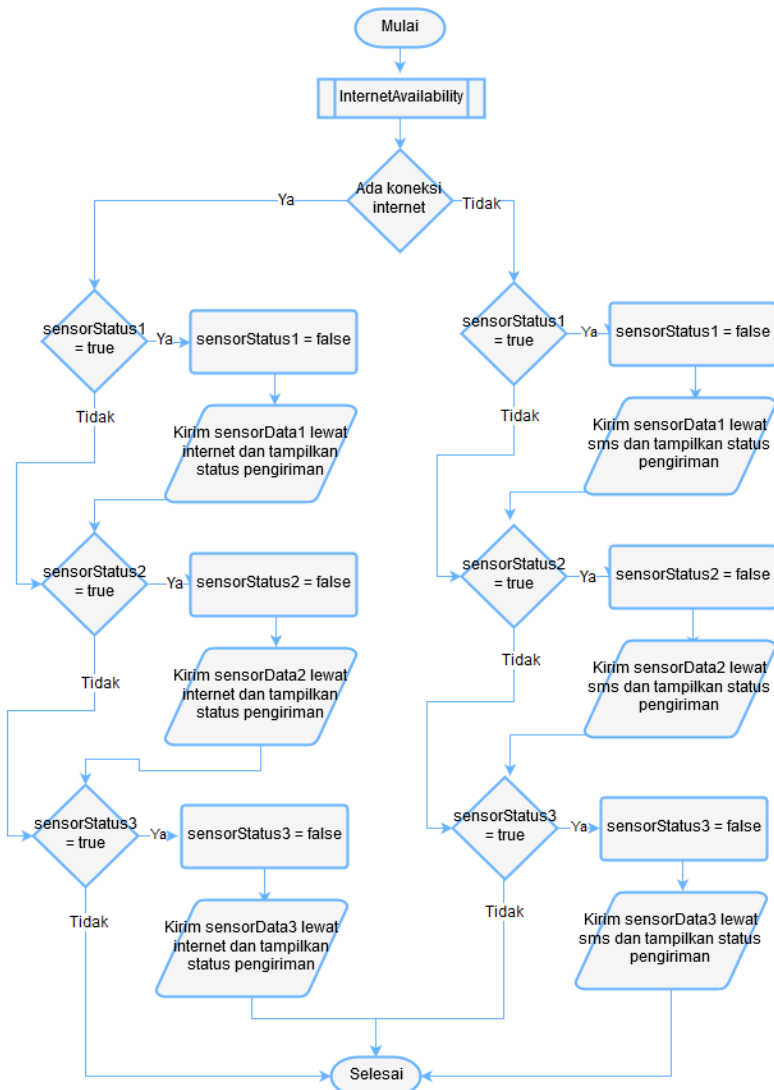 Mulai
InternetAvailability
Ada koneksi
internet
Ya
Tidak
sensorStatus1
= true
Ya
sensorStatus1 = false
Tidak
Kirim sensorData1 lewat
internet dan tampilkan
status pengiriman
sensorStatus2
= true
Ya
sensorStatus2 = false
Tidak
Kirim sensorData2 lewat
internet dan tampilkan
status pengiriman
sensorStatus3
= true
Ya
sensorStatus3 = false
Tidak
Kirim sensorData3 lewat
internet dan tampilkan
status pengiriman
sensorStatus1
= true
Ya
sensorStatus1 = false
Tidak
Kirim sensorData1 lewat
sms dan tampilkan status
pengiriman
sensorStatus2
= true
Ya
sensorStatus2 = false
Tidak
Kirim sensorData2 lewat
sms dan tampilkan status
pengiriman
sensorStatus3
= true
Ya
sensorStatus3 = false
Tidak
Kirim sensorData3 lewat
sms dan tampilkan status
pengiriman
Selesai